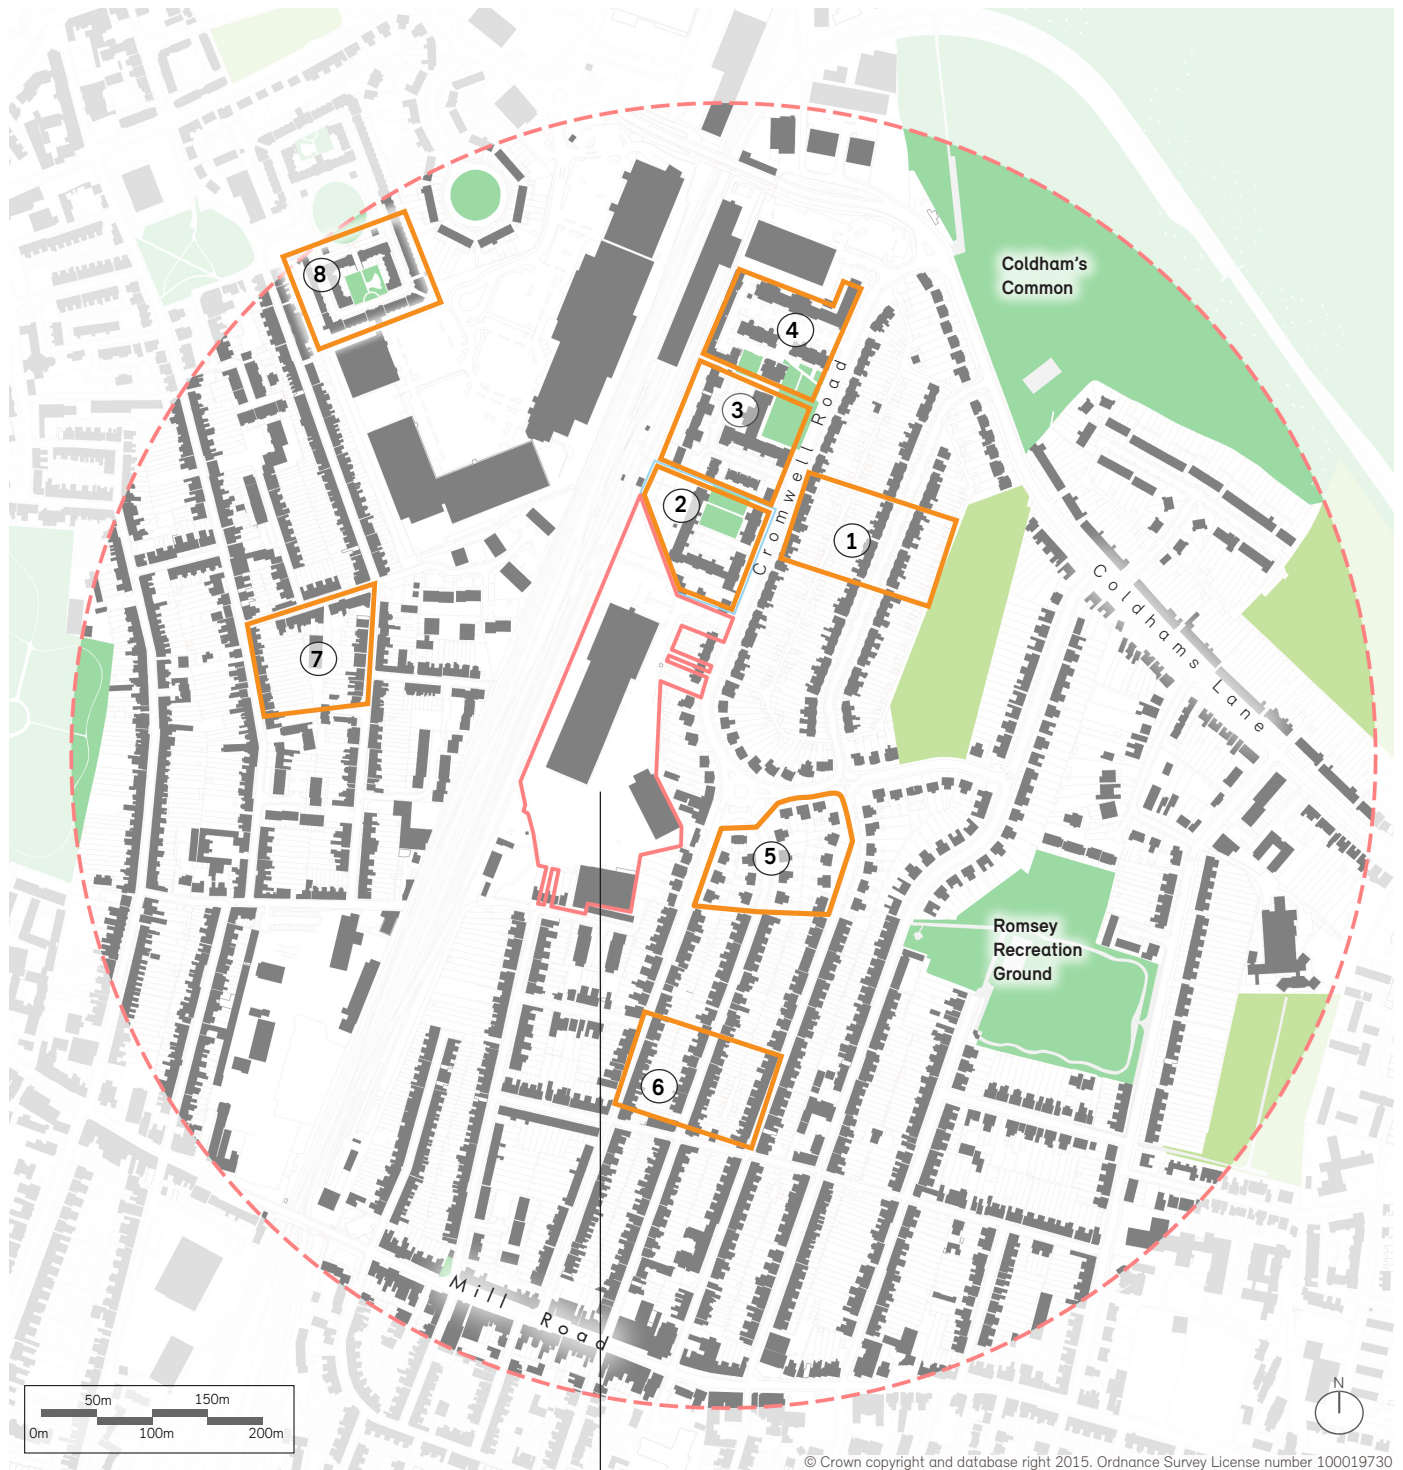 8
Coldham's
Common
4
Cromwell Road
3
2
1
Coldhams Lane
7
5
Romsey
Recreation
Ground
6
Mill Road
50m 150m
0m 100m 200m
N
© Crown copyright and database right 2015. Ordnance Survey License number 100019730